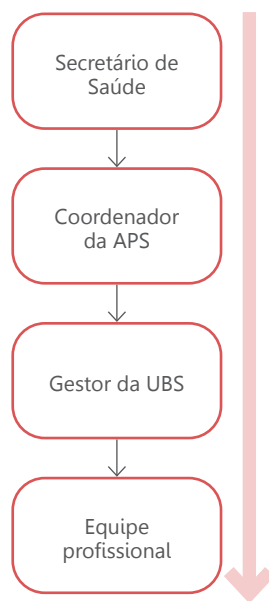 Secretário de
Saúde
Coordenador
da APS
Gestor da UBS
Equipe
profissional